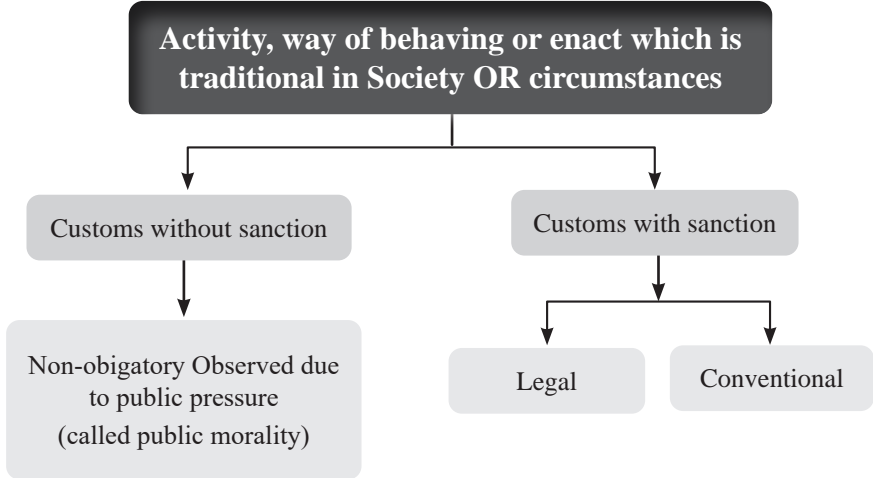 Activity, way of behaving or enact which is
traditional in Society OR circumstances
Customs without sanction
Customs with sanction
Non-obigatory Observed due
to public pressure
(called public morality)
Legal
Conventional